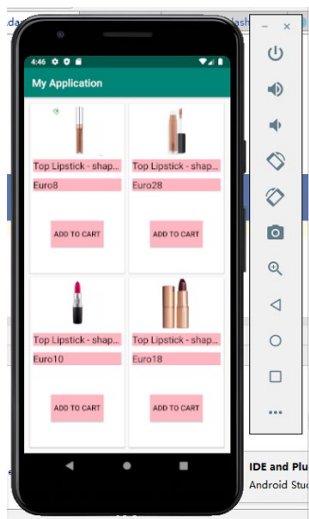 4:46
My Application
Top Lipstick - shap...
Top Lipstick - shap...
Euro8
Euro28
ADD TO CART
ADD TO CART
Top Lipstick - shap...
Top Lipstick - shap...
Euro10
Euro18
ADD TO CART
ADD TO CART
IDE and Plu
Android Stud